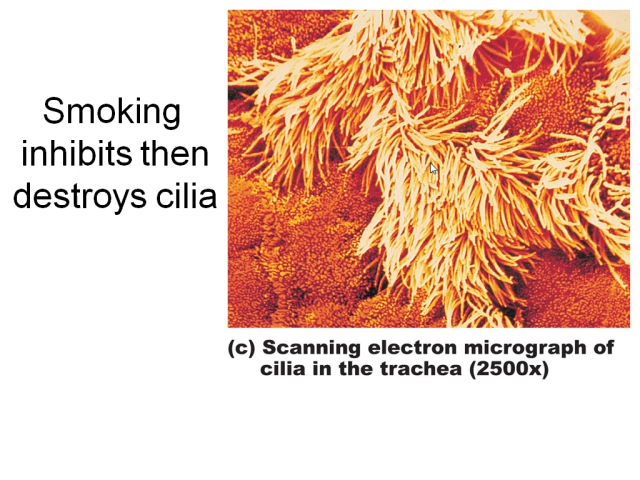 Smoking
inhibits then
destroys cilia
(c) Scanning electron micrograph of
cilia in the trachea (2500x)